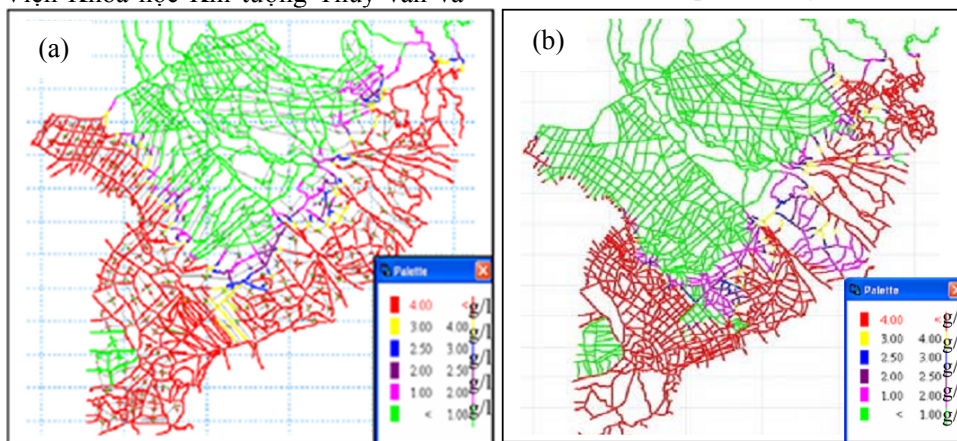 Viện Khoa học Khí tượng Thủy văn và
(a)
Palette
4.00 < g/l
3.00 4.00 g/l
2.50 3.00 g/l
2.00 2.50 g/l
1.00 2.00 g/l
< 1.00 g/l
(b)
Palette
4.00 < g/
3.00 4.00 g/
2.50 3.00 g/
2.00 2.50 g/
1.00 2.00 g/
< 1.00 g/